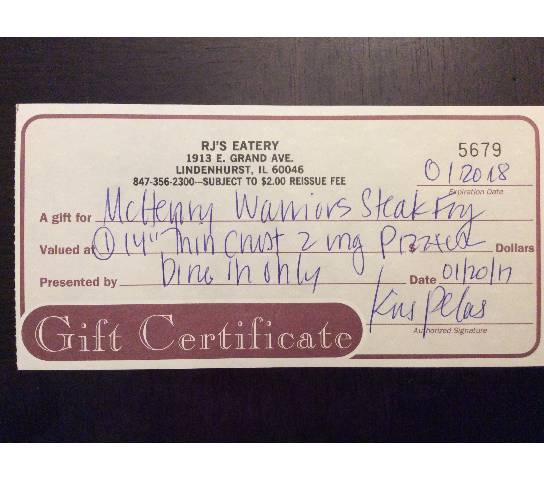 RJ'S EATERY
1913 E. GRAND AVE.
LINDENHURST, IL 60046
847-356-2300—SUBJECT TO $2.00 REISSUE FEE
5679
01/2018
Expiration Date
A gift for McHenry Warriors Steak Fry
Valued at ① 14" Thin Crust 2 ing Pizza $ Dollars
Presented by Dine in only Date 01/20/17
Kris Pelas
Authorized Signature
Gift Certificate